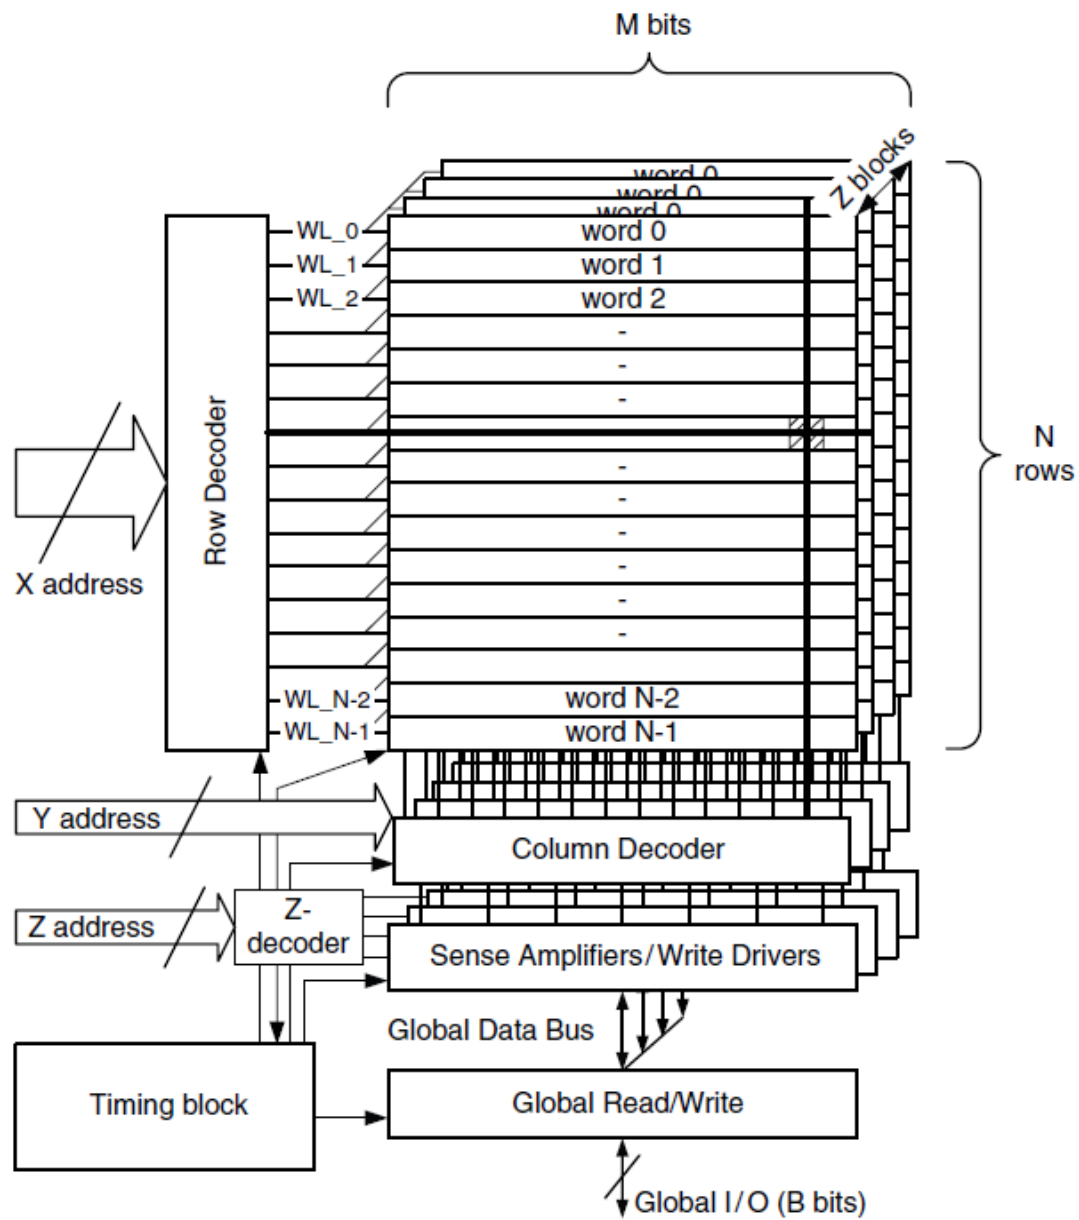 M bits
Z blocks
word 0
word 0
word 0
WL_0
word 0
WL_1
word 1
WL_2
word 2
-
-
-
-
-
-
-
-
-
N
rows
Row Decoder
X address
WL_N-2
word N-2
WL_N-1
word N-1
Y address
Column Decoder
Z address
Z-
decoder
Sense Amplifiers/Write Drivers
Global Data Bus
Timing block
Global Read/Write
Global I/O (B bits)